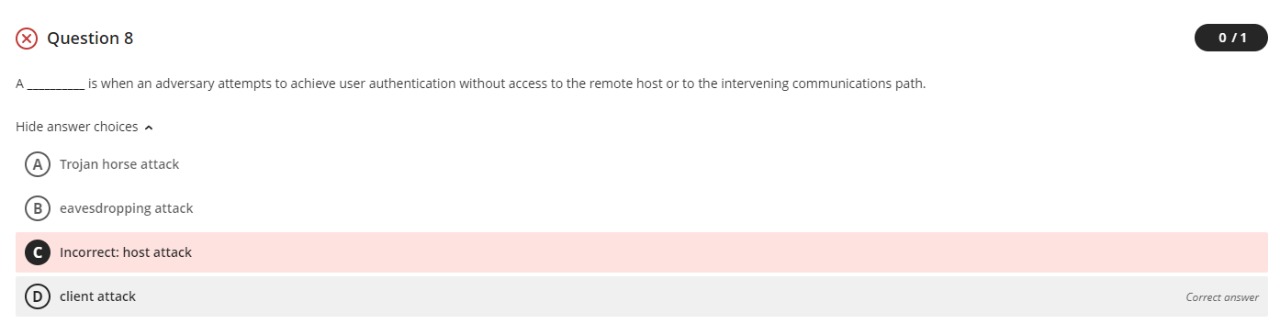 Question 8
0 / 1
A __________ is when an adversary attempts to achieve user authentication without access to the remote host or to the intervening communications path.
Hide answer choices
A Trojan horse attack
B eavesdropping attack
C Incorrect: host attack
D client attack
Correct answer